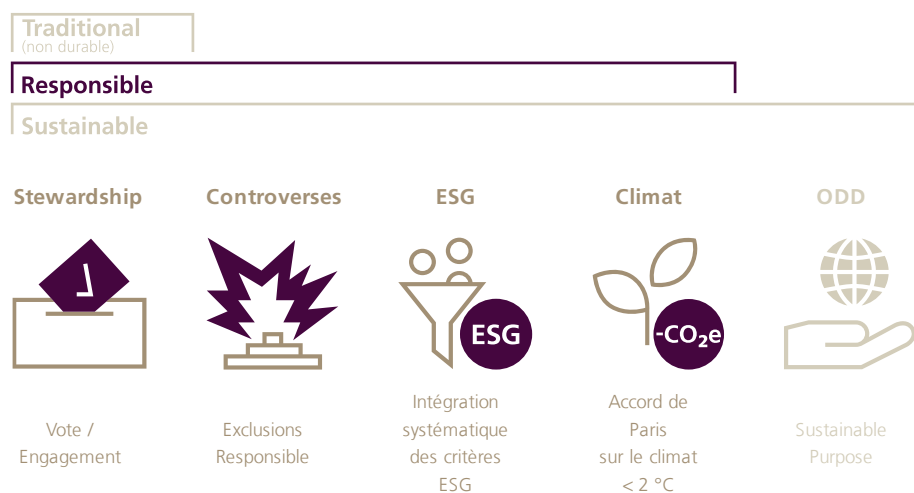 Traditional
(non durable)
Responsible
Sustainable
Stewardship
Controverses
ESG
Climat
ODD
ESG
-CO₂e
Vote /
Engagement
Exclusions
Responsible
Intégration
systématique
des critères
ESG
Accord de
Paris
sur le climat
< 2 °C
Sustainable
Purpose